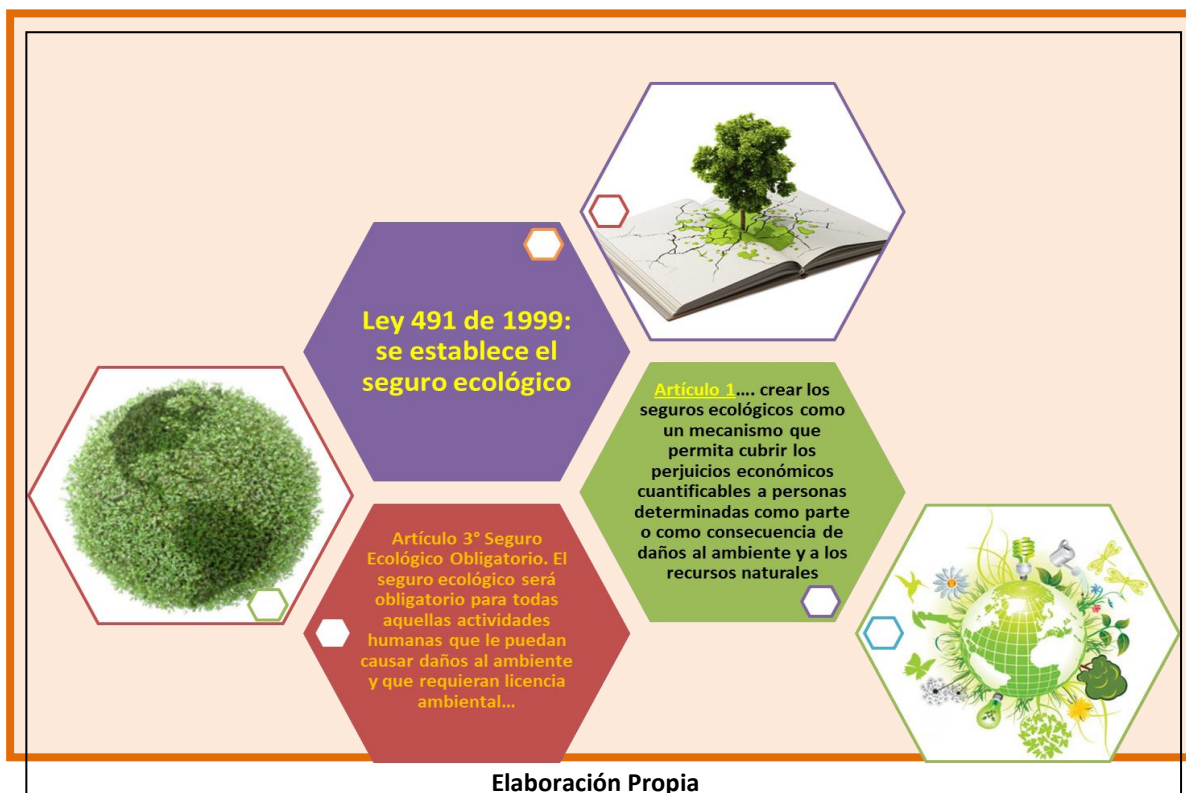 Ley 491 de 1999:
se establece el
seguro ecológico
Artículo 1.... crear los
seguros ecológicos como
un mecanismo que
permita cubrir los
perjuicios económicos
cuantificables a personas
determinadas como parte
o como consecuencia de
daños al ambiente y a los
recursos naturales
Artículo 3° Seguro
Ecológico Obligatorio. El
seguro ecológico será
obligatorio para todas
aquellas actividades
humanas que le puedan
causar daños al ambiente
y que requieran licencia
ambiental...
Elaboración Propia